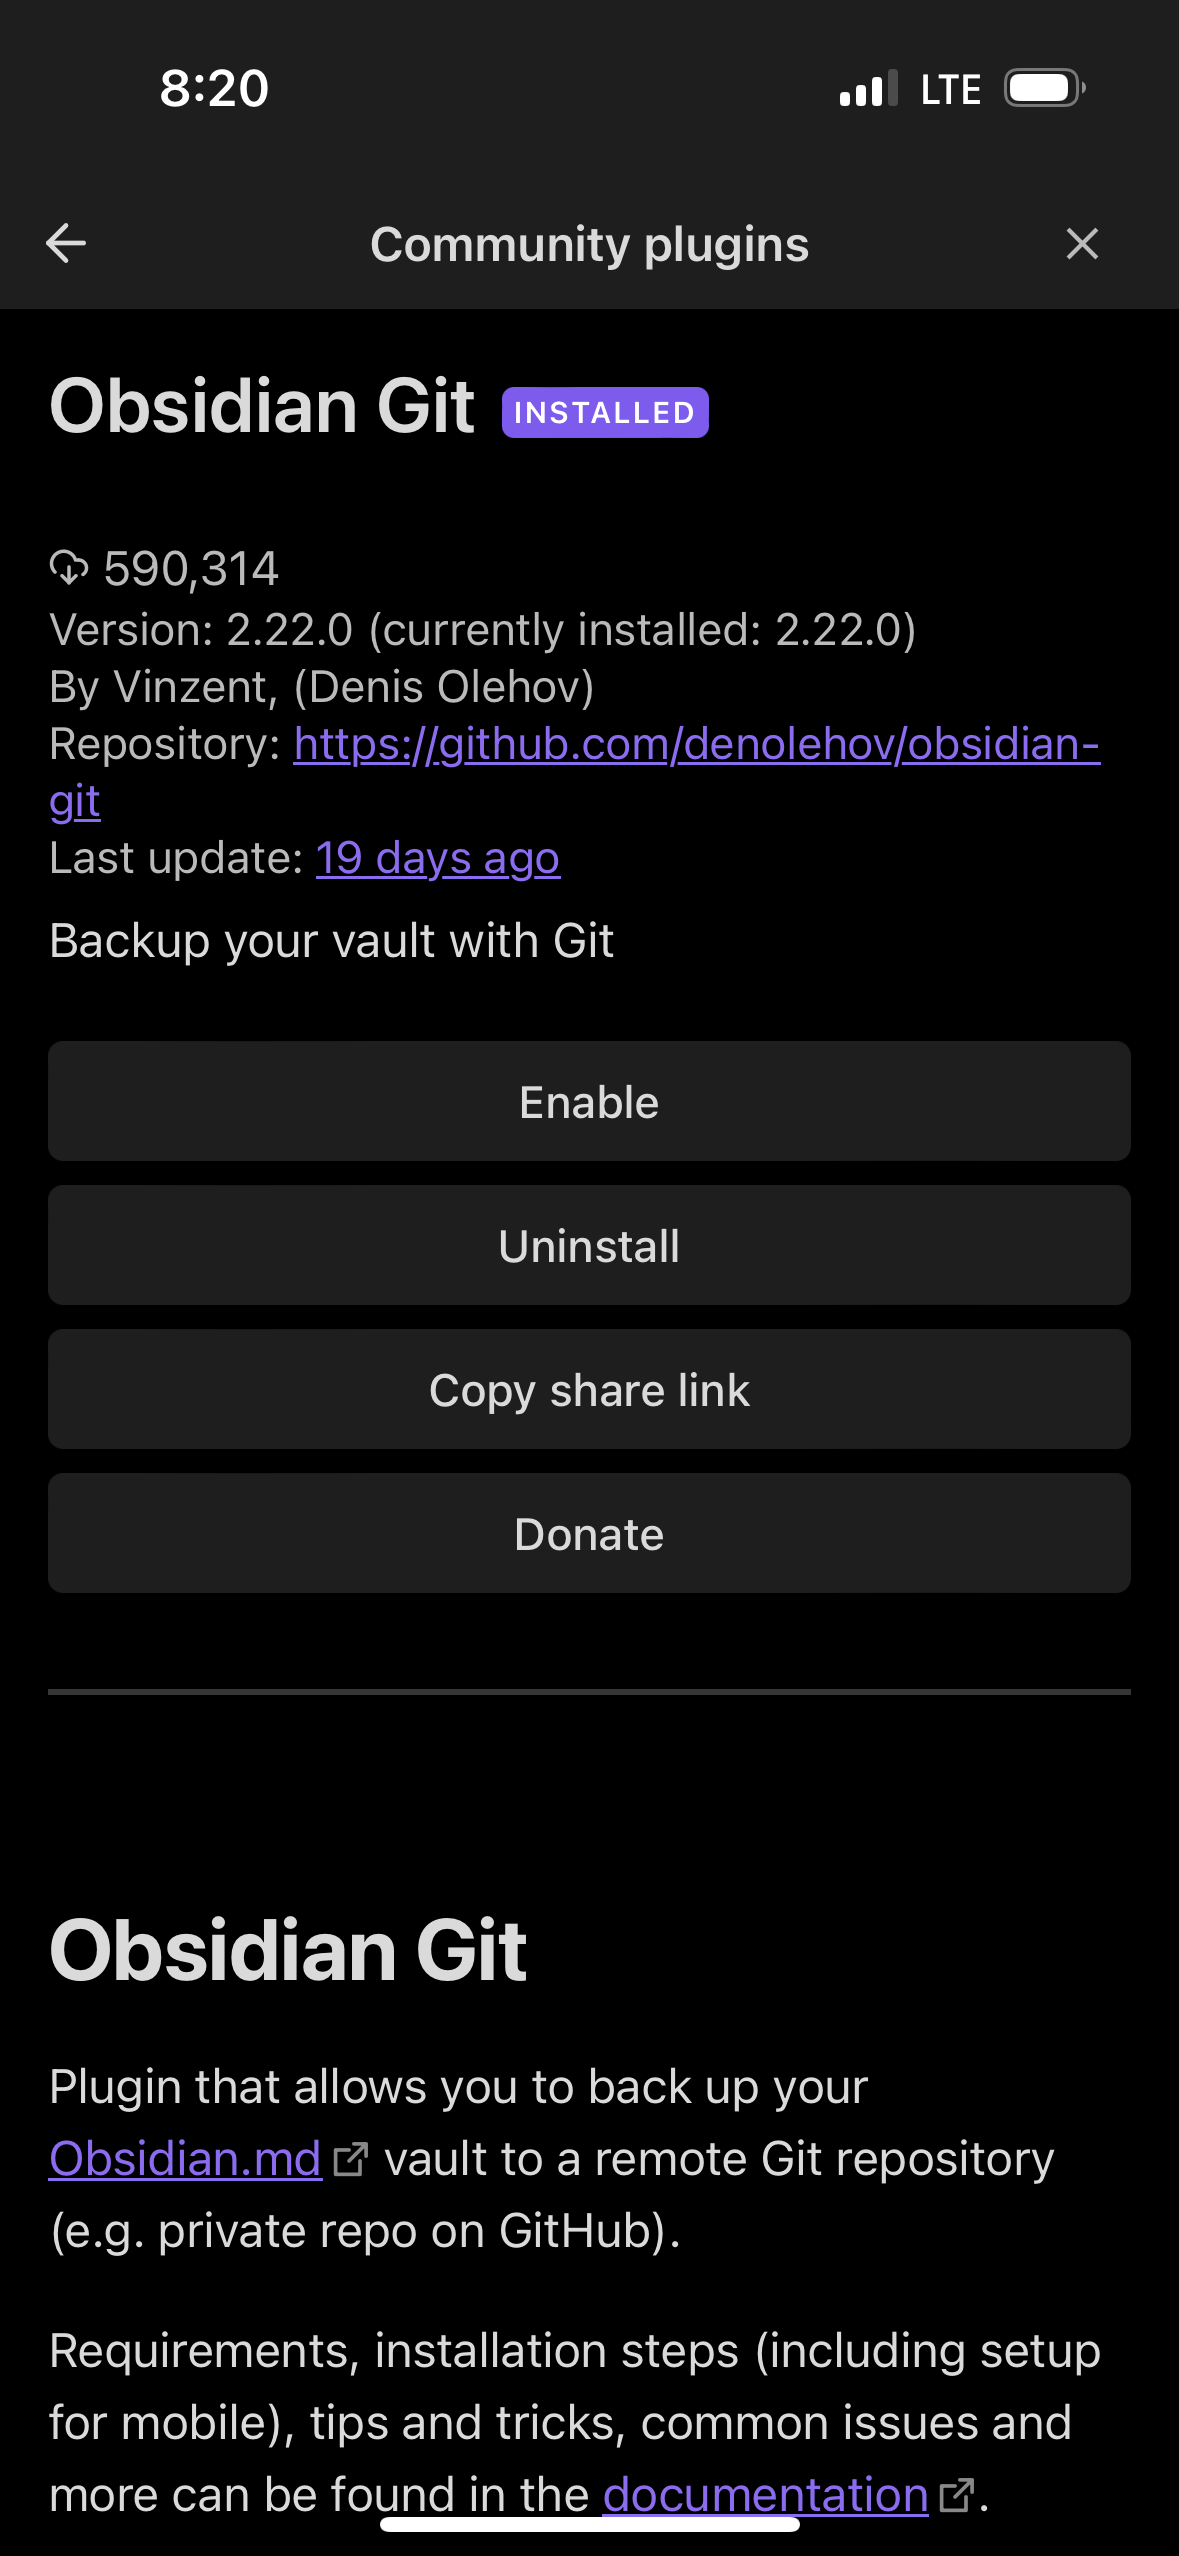 8:20
LTE
Community plugins
Obsidian Git INSTALLED
590,314
Version: 2.22.0 (currently installed: 2.22.0)
By Vinzent, (Denis Olehov)
Repository: https://github.com/denolehov/obsidian-
git
Last update: 19 days ago
Backup your vault with Git
Enable
Uninstall
Copy share link
Donate
Obsidian Git
Plugin that allows you to back up your
Obsidian.md vault to a remote Git repository
(e.g. private repo on GitHub).
Requirements, installation steps (including setup
for mobile), tips and tricks, common issues and
more can be found in the documentation.